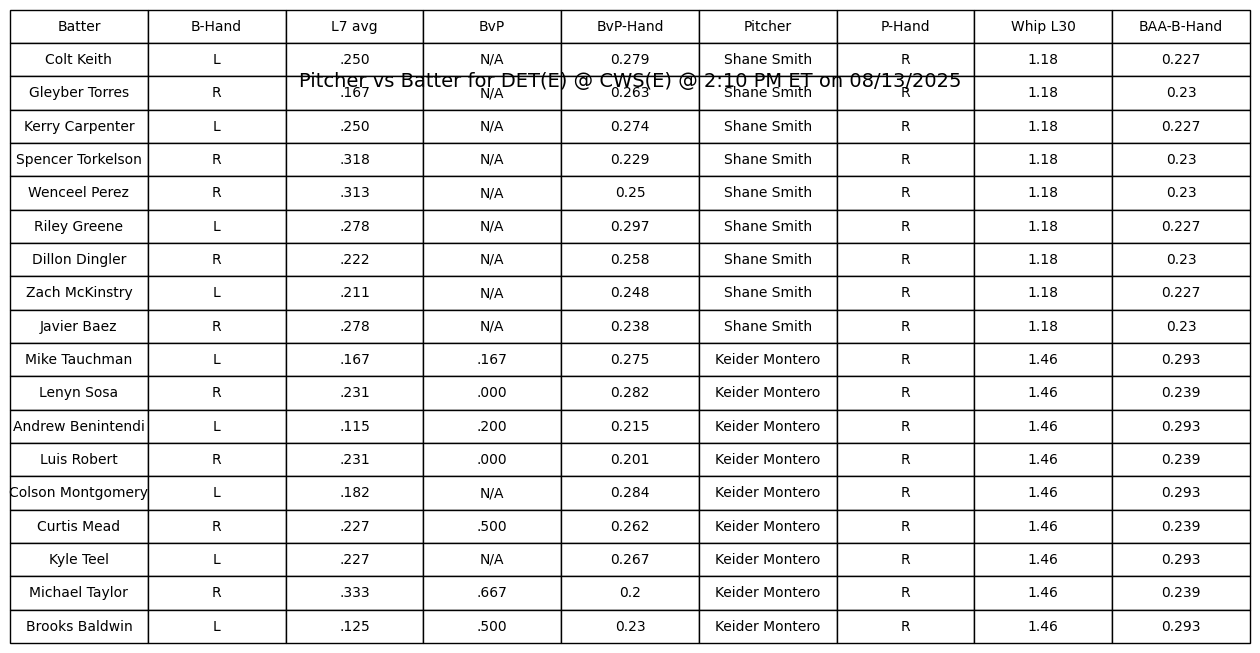 Batter B-Hand L7 avg BvP BvP-Hand Pitcher P-Hand Whip L30 BAA-B-Hand
Colt Keith L .250 N/A 0.279 Shane Smith R 1.18 0.227
Pitcher vs Batter for DET(E) @ CWS(E) @ 2:10 PM ET on 08/13/2025
Gleyber Torres R .167 N/A 0.263 Shane Smith R 1.18 0.23
Kerry Carpenter L .250 N/A 0.274 Shane Smith R 1.18 0.227
Spencer Torkelson R .318 N/A 0.229 Shane Smith R 1.18 0.23
Wenceel Perez R .313 N/A 0.25 Shane Smith R 1.18 0.23
Riley Greene L .278 N/A 0.297 Shane Smith R 1.18 0.227
Dillon Dingler R .222 N/A 0.258 Shane Smith R 1.18 0.23
Zach McKinstry L .211 N/A 0.248 Shane Smith R 1.18 0.227
Javier Baez R .278 N/A 0.238 Shane Smith R 1.18 0.23
Mike Tauchman L .167 .167 0.275 Keider Montero R 1.46 0.293
Lenyn Sosa R .231 .000 0.282 Keider Montero R 1.46 0.239
Andrew Benintendi L .115 .200 0.215 Keider Montero R 1.46 0.293
Luis Robert R .231 .000 0.201 Keider Montero R 1.46 0.239
Colson Montgomery L .182 N/A 0.284 Keider Montero R 1.46 0.293
Curtis Mead R .227 .500 0.262 Keider Montero R 1.46 0.239
Kyle Teel L .227 N/A 0.267 Keider Montero R 1.46 0.293
Michael Taylor R .333 .667 0.2 Keider Montero R 1.46 0.239
Brooks Baldwin L .125 .500 0.23 Keider Montero R 1.46 0.293